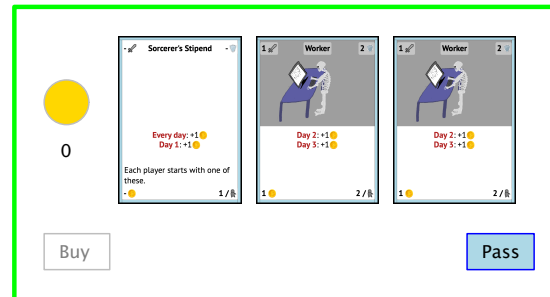 - Sorcerer's Stipend -
1 Worker 2
1 Worker 2
0
Every day: +1
Day 1: +1
Each player starts with one of
these.
- 1 /
Day 2: +1
Day 3: +1
1 2 /
Day 2: +1
Day 3: +1
1 2 /
Buy
Pass